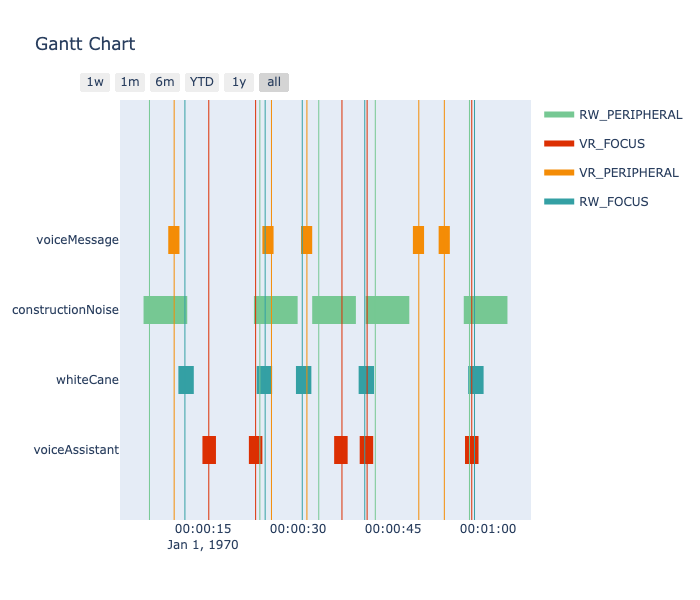 Gantt Chart
1w 1m 6m YTD 1y all
RW_PERIPHERAL
VR_FOCUS
VR_PERIPHERAL
RW_FOCUS
voiceMessage
constructionNoise
whiteCane
voiceAssistant
00:00:15 00:00:30 00:00:45 00:01:00
Jan 1, 1970